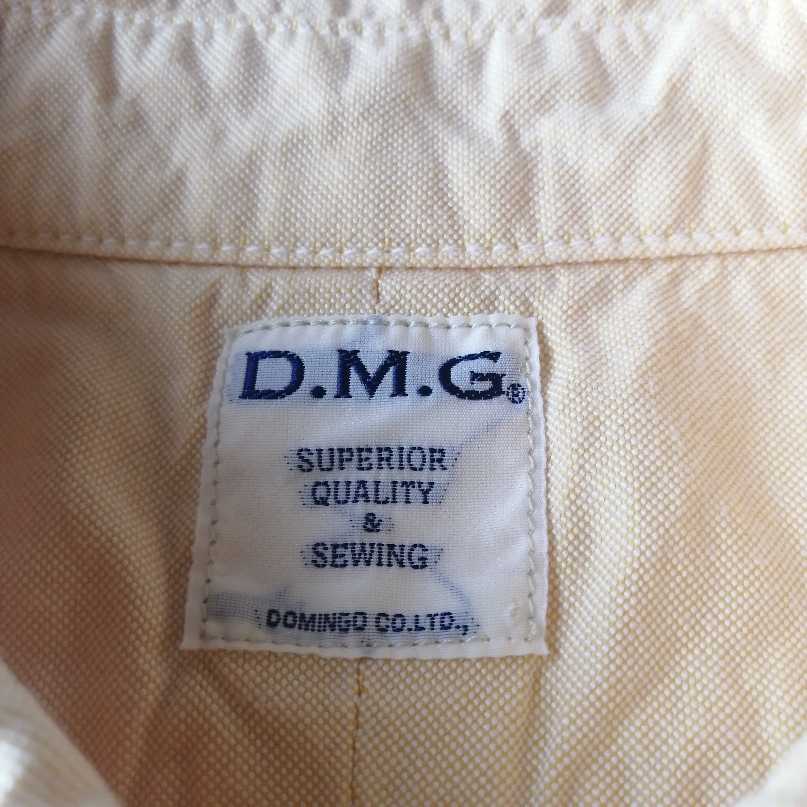 D.M.G®
SUPERIOR
QUALITY
&
SEWING
DOMINGO CO.LTD.,